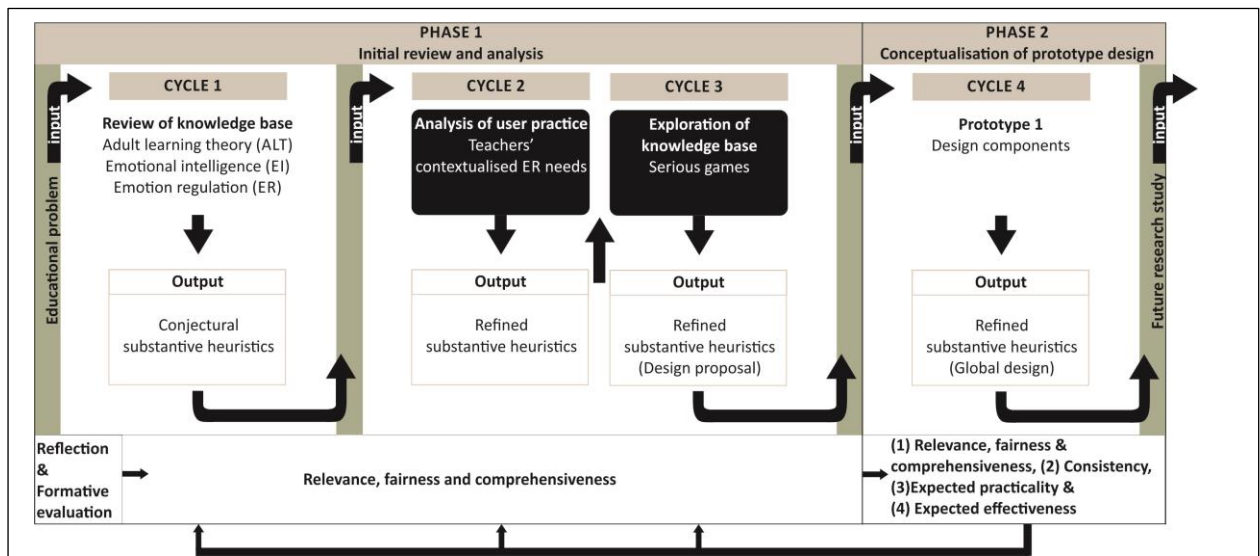 PHASE 1
Initial review and analysis
PHASE 2
Conceptualisation of prototype design
Educational problem
input
CYCLE 1
Review of knowledge base
Adult learning theory (ALT)
Emotional intelligence (EI)
Emotion regulation (ER)
Output
Conjectural
substantive heuristics
input
CYCLE 2
Analysis of user practice
Teachers'
contextualised ER needs
Output
Refined
substantive heuristics
CYCLE 3
Exploration of
knowledge base
Serious games
Output
Refined
substantive heuristics
(Design proposal)
input
CYCLE 4
Prototype 1
Design components
Output
Refined
substantive heuristics
(Global design)
input
Future research study
Reflection
&
Formative
evaluation
Relevance, fairness and comprehensiveness
(1) Relevance, fairness &
comprehensiveness, (2) Consistency,
(3)Expected practicality &
(4) Expected effectiveness